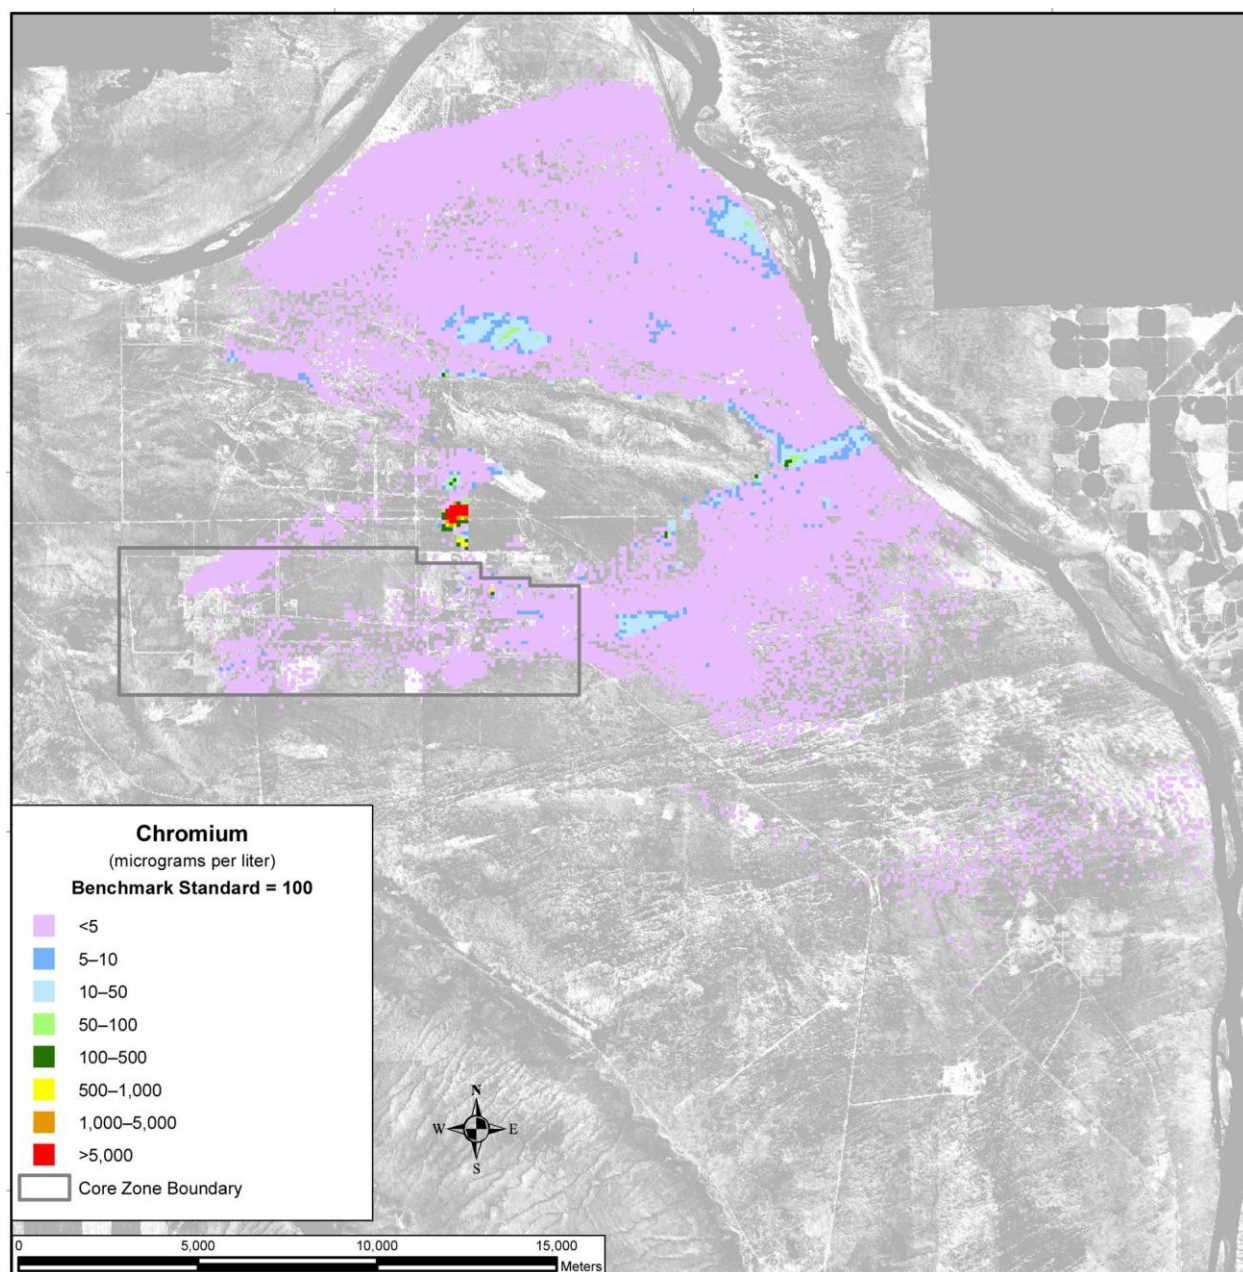 Chromium
(micrograms per liter)
Benchmark Standard = 100
<5
5–10
10–50
50–100
100–500
500–1,000
1,000–5,000
>5,000
Core Zone Boundary
N
W E
S
0 5,000 10,000 15,000
Meters